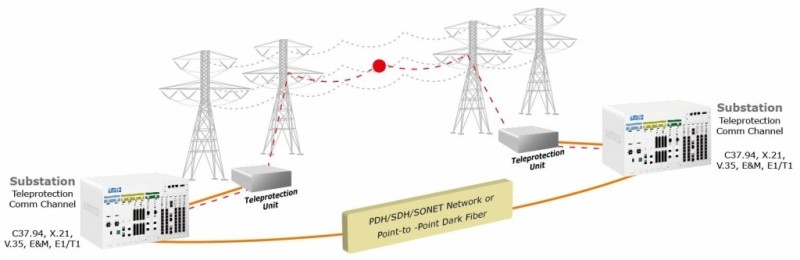 Substation
Teleprotection
Comm Channel
C37.94, X.21,
V.35, E&M, E1/T1
Teleprotection
Unit
Substation
Teleprotection
Comm Channel
C37.94, X.21,
V.35, E&M, E1/T1
Teleprotection
Unit
PDH/SDH/SONET Network or
Point-to -Point Dark Fiber